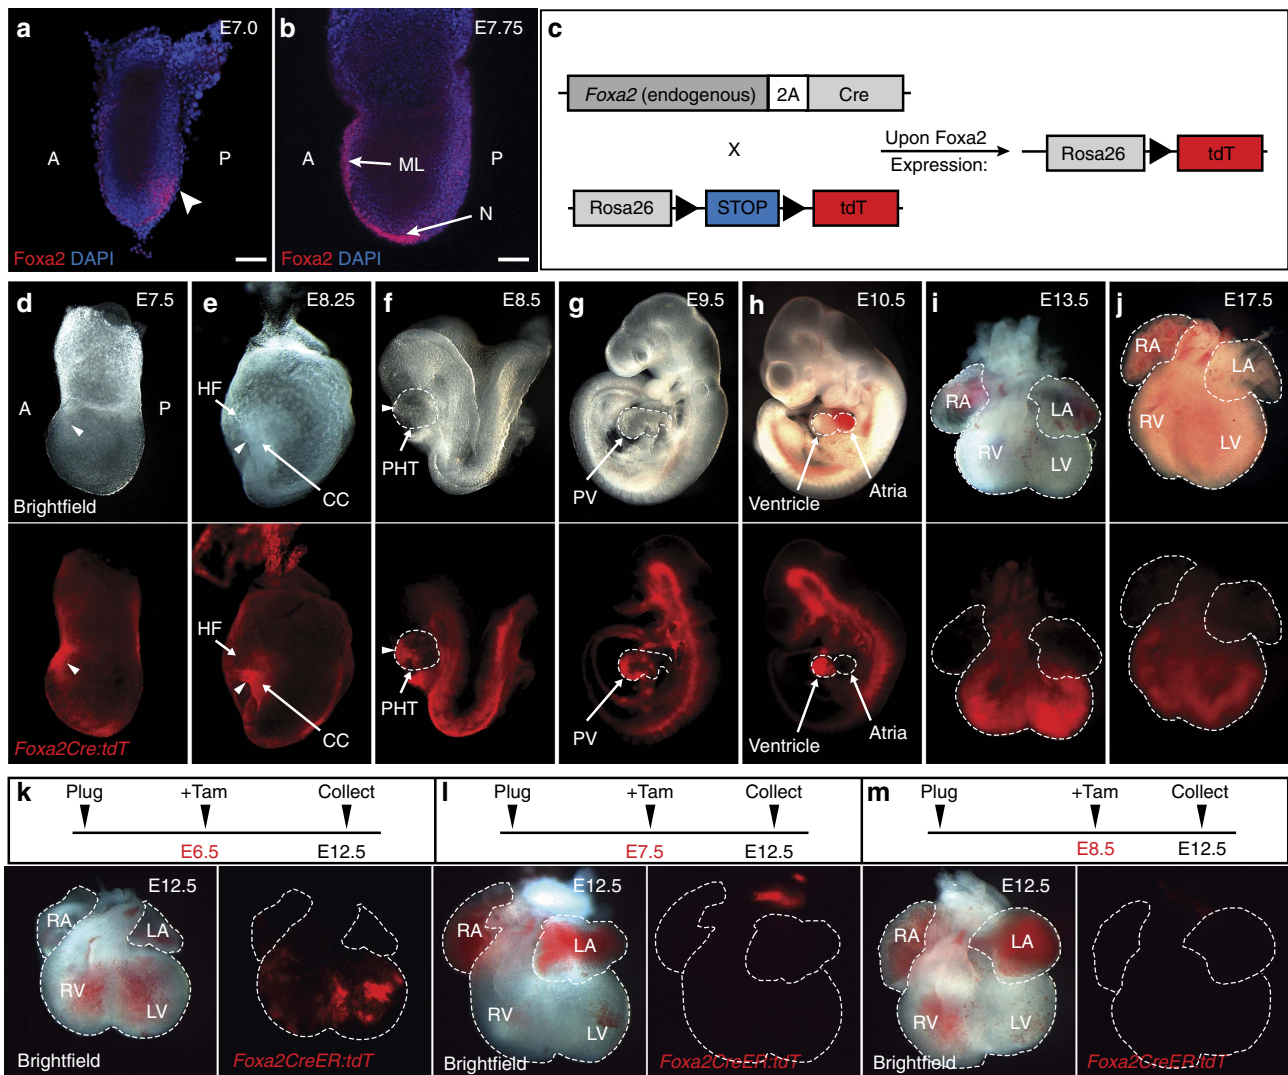 a
E7.0
A
P
Foxa2 DAPI
b
E7.75
A
ML
P
N
Foxa2 DAPI
c
Foxa2 (endogenous)
2A
Cre
X
Rosa26
STOP
tdT
Upon Foxa2
Expression:
Rosa26
tdT
d
E7.5
A
P
Brightfield
Foxa2Cre:tdT
e
E8.25
HF
CC
HF
CC
f
E8.5
PHT
PHT
g
E9.5
PV
PV
h
E10.5
Ventricle
Atria
Ventricle
Atria
i
E13.5
RA
LA
RV
LV
j
E17.5
RA
LA
RV
LV
k
Plug
+Tam
Collect
E6.5
E12.5
E12.5
RA
LA
RV
LV
Brightfield
Foxa2CreER:tdT
l
Plug
+Tam
Collect
E7.5
E12.5
E12.5
RA
LA
RV
LV
Brightfield
Foxa2CreER:tdT
m
Plug
+Tam
Collect
E8.5
E12.5
E12.5
RA
LA
RV
LV
Brightfield
Foxa2CreER:tdT